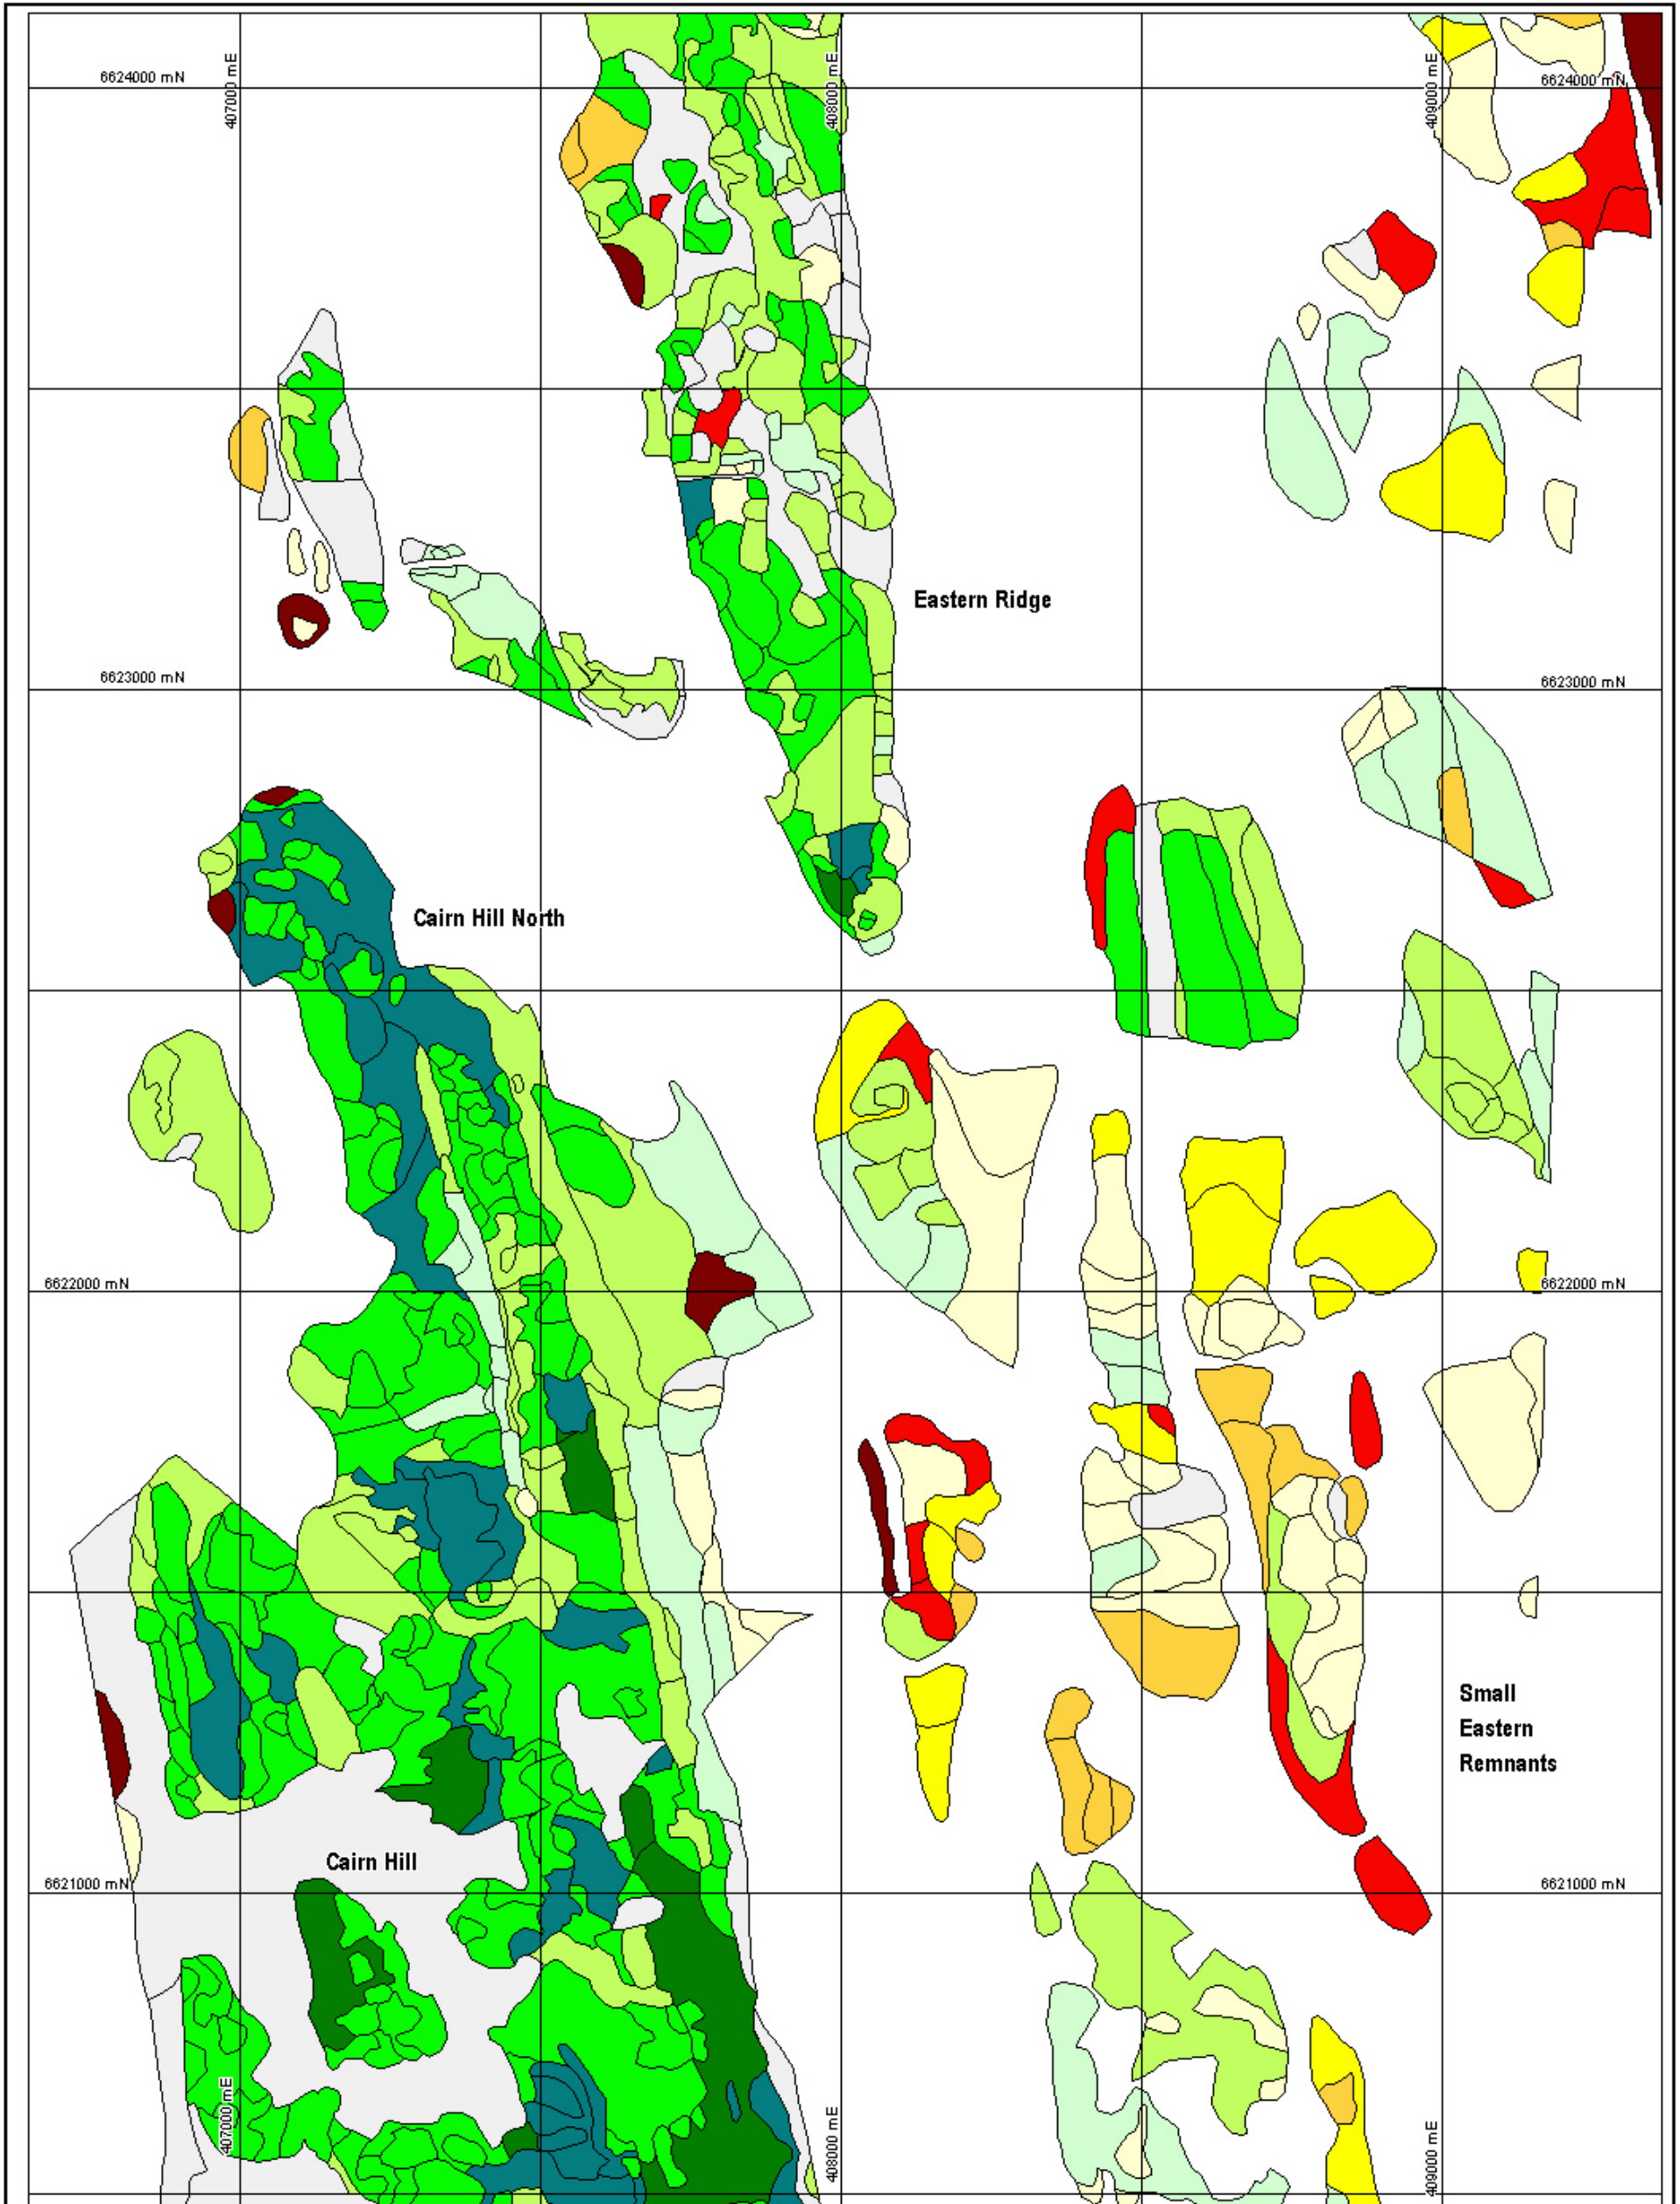 407000 mE
408000 mE
409000 mE
6624000 mN
6624000 mN
Eastern Ridge
6623000 mN
6623000 mN
Cairn Hill North
6622000 mN
6622000 mN
Small
Eastern
Remnants
Cairn Hill
6621000 mN
6621000 mN
407000 mE
408000 mE
409000 mE